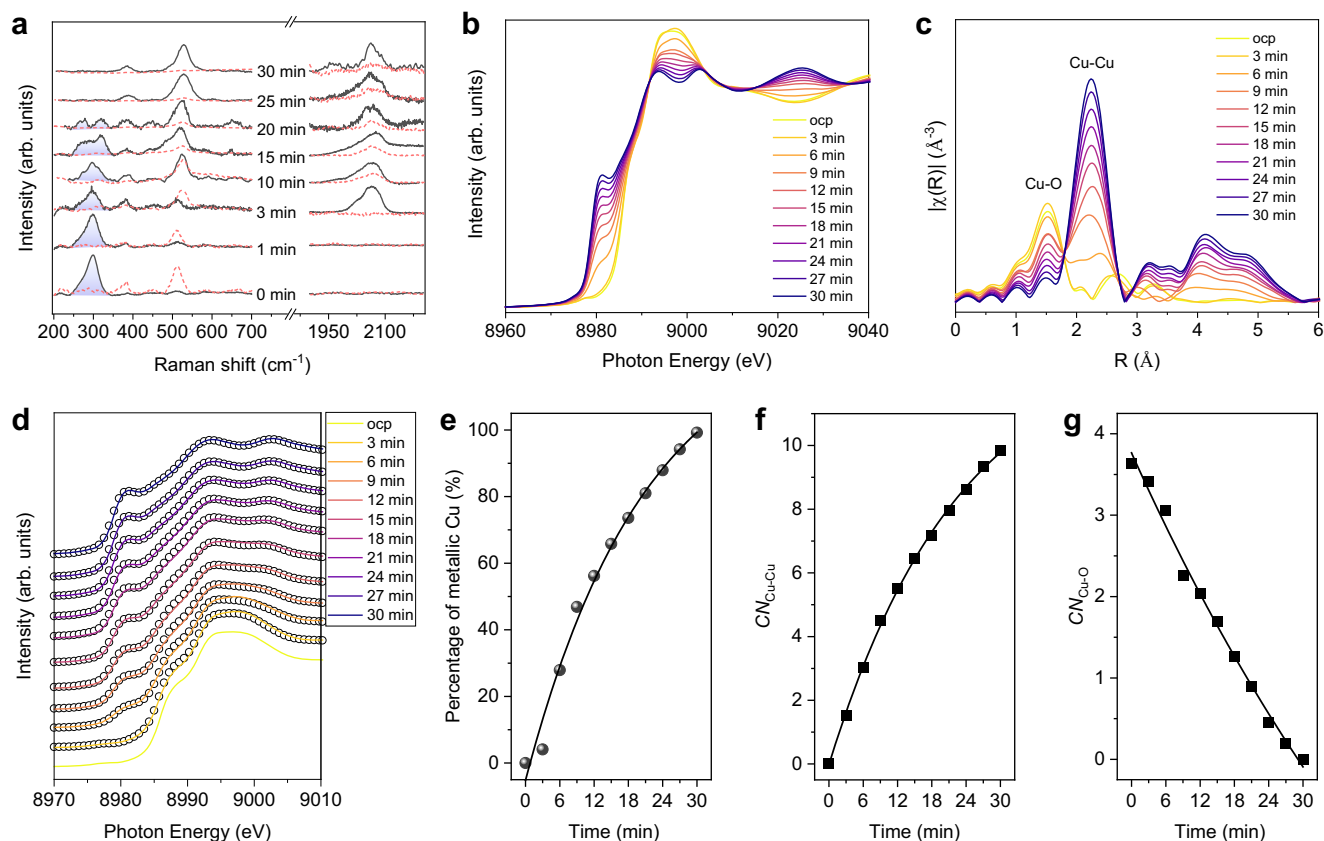 a
Intensity (arb. units)
30 min
25 min
20 min
15 min
10 min
3 min
1 min
0 min
200 300 400 500 600 700 1950 2100
Raman shift (cm-1)
b
Intensity (arb. units)
ocp
3 min
6 min
9 min
12 min
15 min
18 min
21 min
24 min
27 min
30 min
8960 8980 9000 9020 9040
Photon Energy (eV)
c
|χ(R)| (Å-3)
Cu-O
Cu-Cu
ocp
3 min
6 min
9 min
12 min
15 min
18 min
21 min
24 min
27 min
30 min
0 1 2 3 4 5 6
R (Å)
d
Intensity (arb. units)
ocp
3 min
6 min
9 min
12 min
15 min
18 min
21 min
24 min
27 min
30 min
8970 8980 8990 9000 9010
Photon Energy (eV)
e
Percentage of metallic Cu (%)
100
80
60
40
20
0
0 6 12 18 24 30
Time (min)
f
CNCu-Cu
10
8
6
4
2
0
0 6 12 18 24 30
Time (min)
g
CNCu-O
4
3
2
1
0
0 6 12 18 24 30
Time (min)